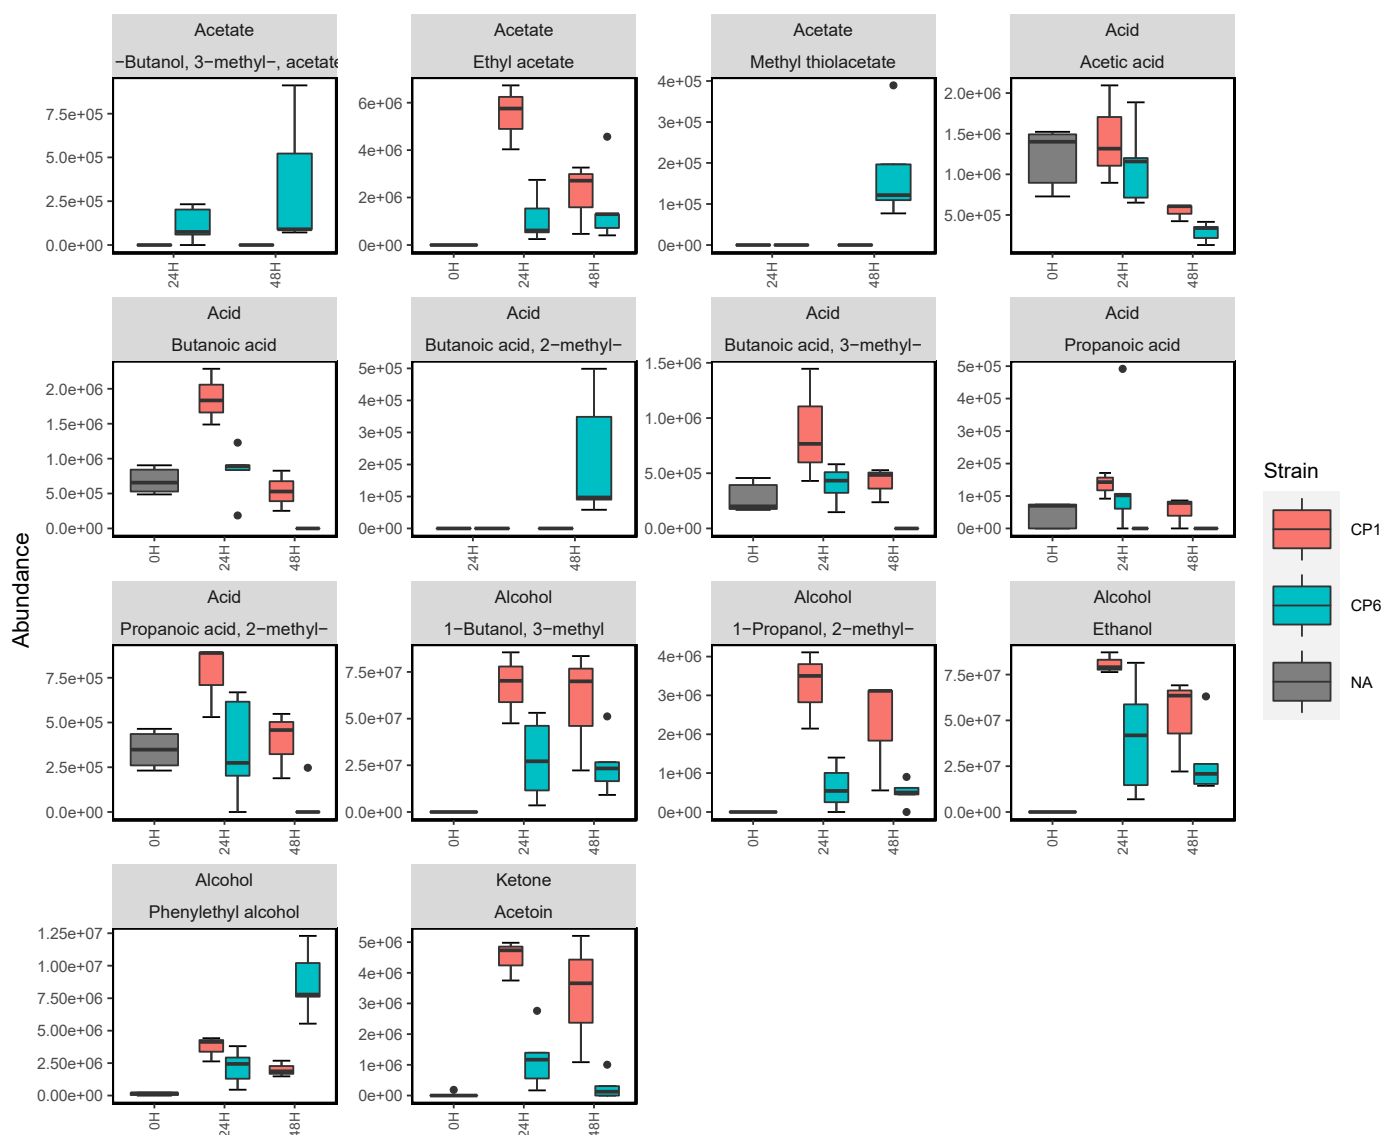 Acetate
−Butanol, 3−methyl−, acetate
7.5e+05
5.0e+05
2.5e+05
0.0e+00
24H
48H
Acetate
Ethyl acetate
6e+06
4e+06
2e+06
0e+00
0H
24H
48H
Acetate
Methyl thiolacetate
4e+05
3e+05
2e+05
1e+05
0e+00
24H
48H
Acid
Acetic acid
2.0e+06
1.5e+06
1.0e+06
5.0e+05
0H
24H
48H
Acid
Butanoic acid
2.0e+06
1.5e+06
1.0e+06
5.0e+05
0.0e+00
0H
24H
48H
Acid
Butanoic acid, 2−methyl−
5e+05
4e+05
3e+05
2e+05
1e+05
0e+00
24H
48H
Acid
Butanoic acid, 3−methyl−
1.5e+06
1.0e+06
5.0e+05
0.0e+00
0H
24H
48H
Acid
Propanoic acid
5e+05
4e+05
3e+05
2e+05
1e+05
0e+00
0H
24H
48H
Acid
Propanoic acid, 2−methyl−
7.5e+05
5.0e+05
2.5e+05
0.0e+00
0H
24H
48H
Alcohol
1−Butanol, 3−methyl
7.5e+07
5.0e+07
2.5e+07
0.0e+00
0H
24H
48H
Alcohol
1−Propanol, 2−methyl−
4e+06
3e+06
2e+06
1e+06
0e+00
0H
24H
48H
Alcohol
Ethanol
7.5e+07
5.0e+07
2.5e+07
0.0e+00
0H
24H
48H
Alcohol
Phenylethyl alcohol
1.25e+07
1.00e+07
7.50e+06
5.00e+06
2.50e+06
0.00e+00
0H
24H
48H
Ketone
Acetoin
5e+06
4e+06
3e+06
2e+06
1e+06
0e+00
0H
24H
48H
Abundance
Strain
CP1
CP6
NA